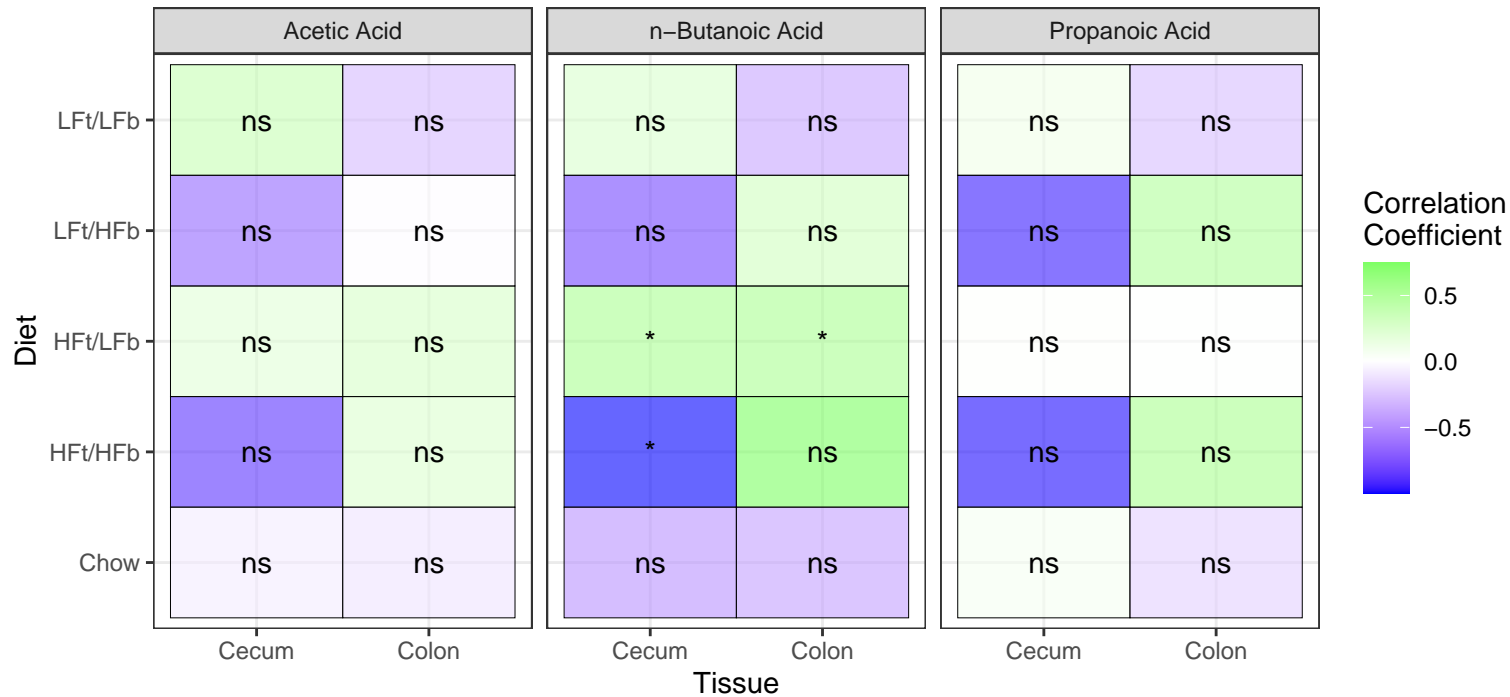 Acetic Acid n−Butanoic Acid Propanoic Acid
LFt/LFb ns ns ns ns ns ns
LFt/HFb ns ns ns ns ns ns
HFt/LFb ns ns * * ns ns
HFt/HFb ns ns * ns ns ns
Chow ns ns ns ns ns ns
Cecum Colon Cecum Colon Cecum Colon
Tissue
Diet
Correlation
Coefficient
0.5
0.0
−0.5